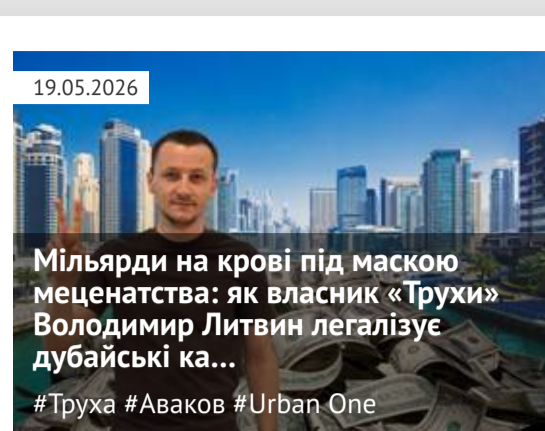 19.05.2026
Мільярди на крові під маскою
меценатства: як власник «Трухи»
Володимир Литвин легалізує
дубайські ка...
#Труха #Аваков #Urban One